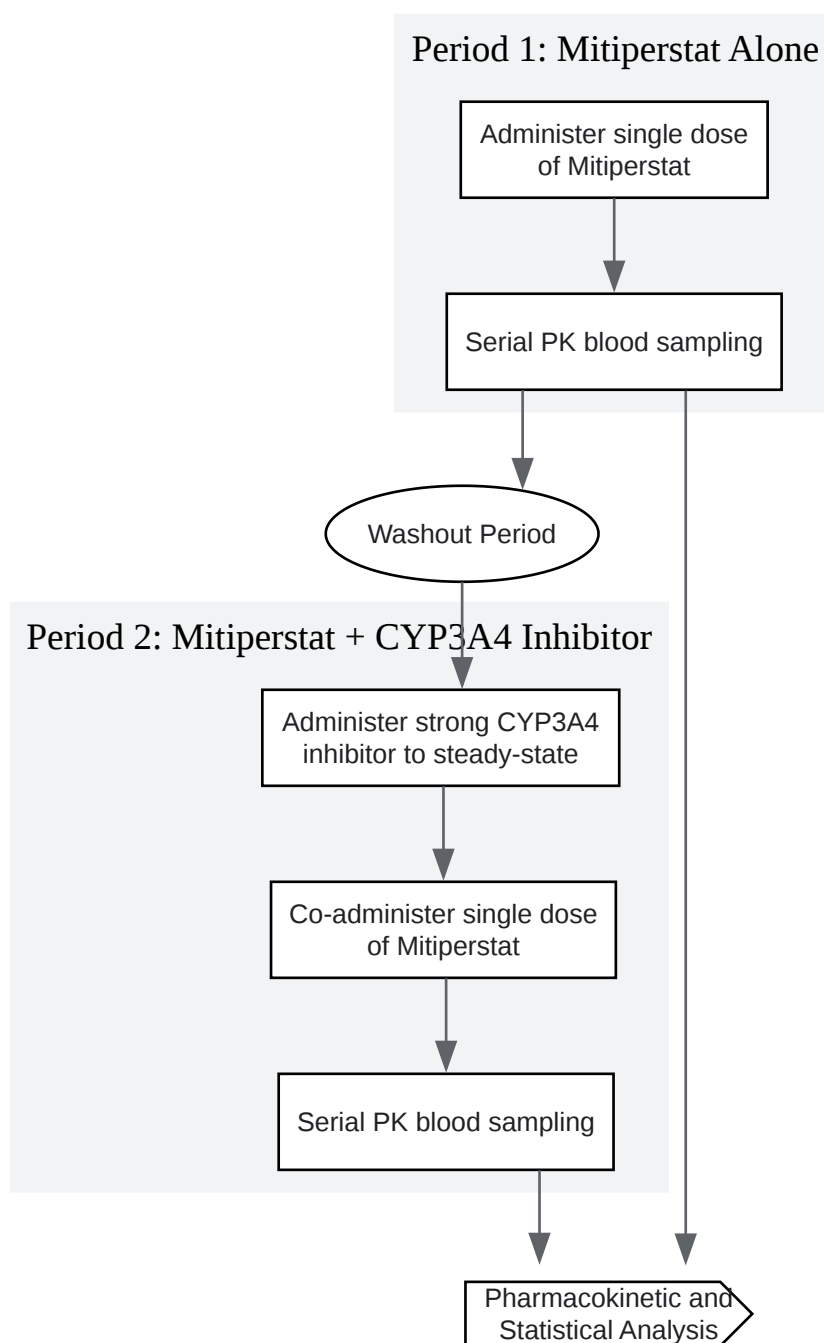 Period 1: Mitiperstat Alone
Administer single dose
of Mitiperstat
Serial PK blood sampling
Washout Period
Period 2: Mitiperstat + CYP3A4 Inhibitor
Administer strong CYP3A4
inhibitor to steady-state
Co-administer single dose
of Mitiperstat
Serial PK blood sampling
Pharmacokinetic and
Statistical Analysis